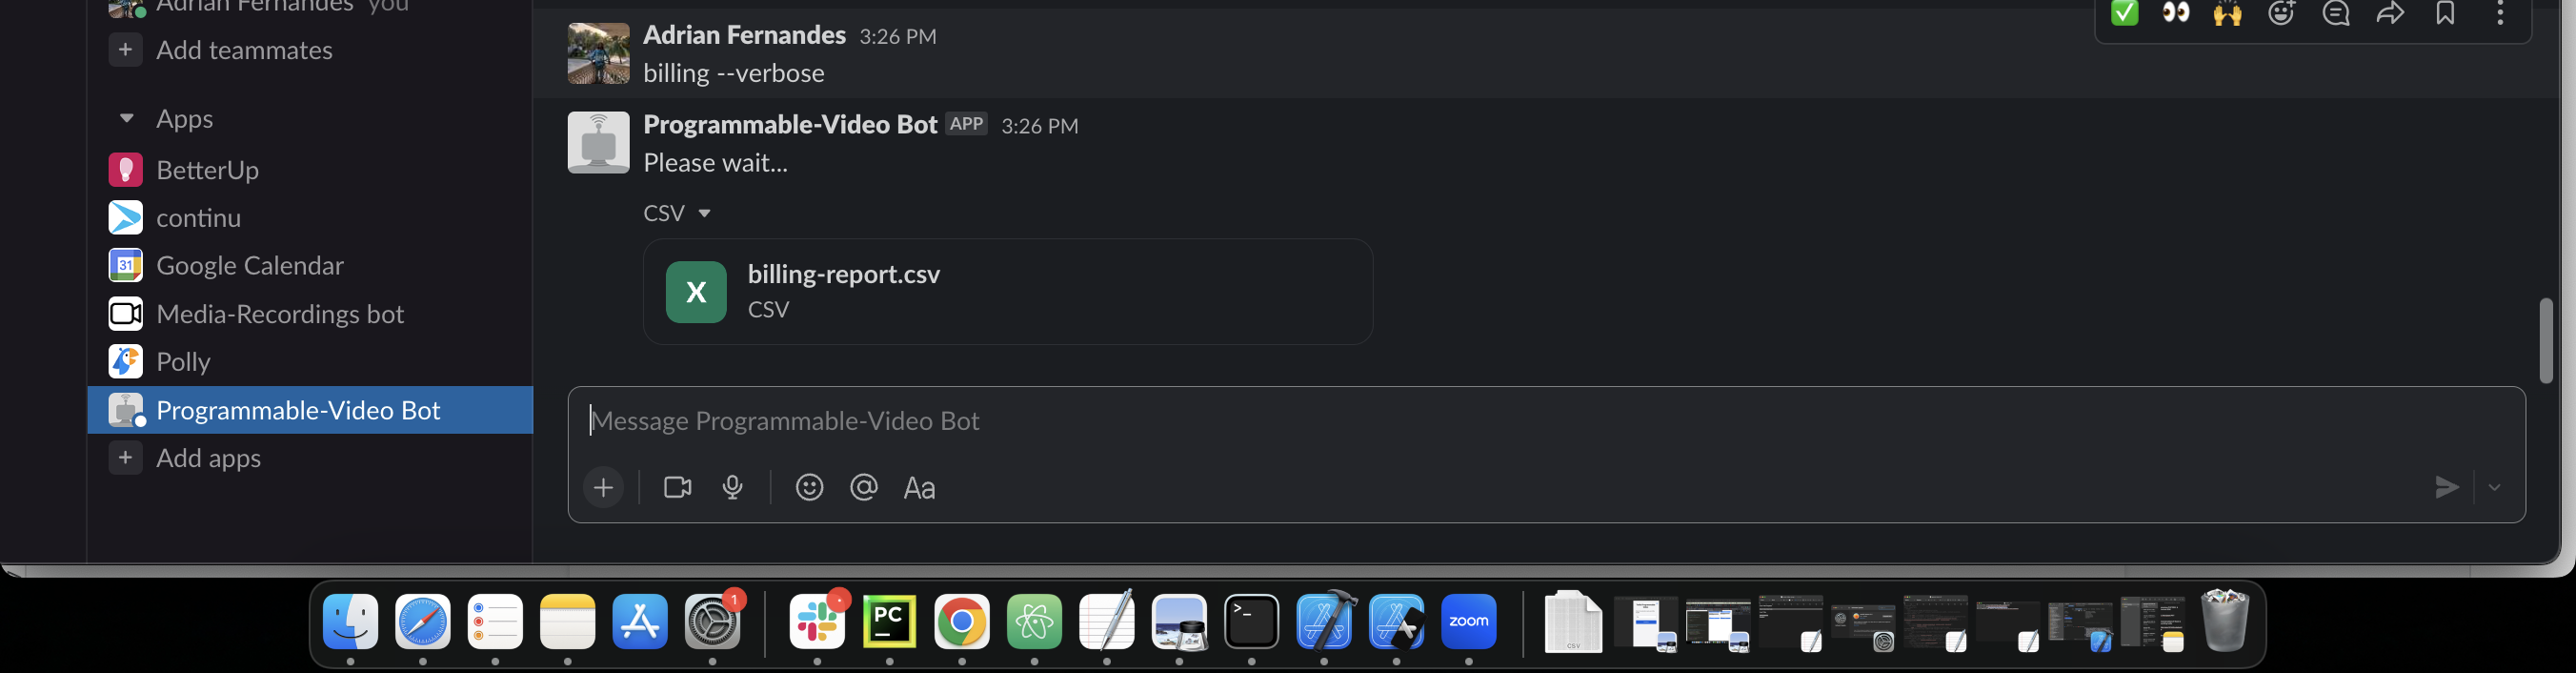 Adrian Fernandes you
Add teammates
Apps
BetterUp
continu
31
Google Calendar
Media-Recordings bot
Polly
Programmable-Video Bot
Add apps
Adrian Fernandes 3:26 PM
billing --verbose
Programmable-Video Bot APP 3:26 PM
Please wait...
CSV
X
billing-report.csv
CSV
Message Programmable-Video Bot
Aa
1
PC
>_
zoom
CSV